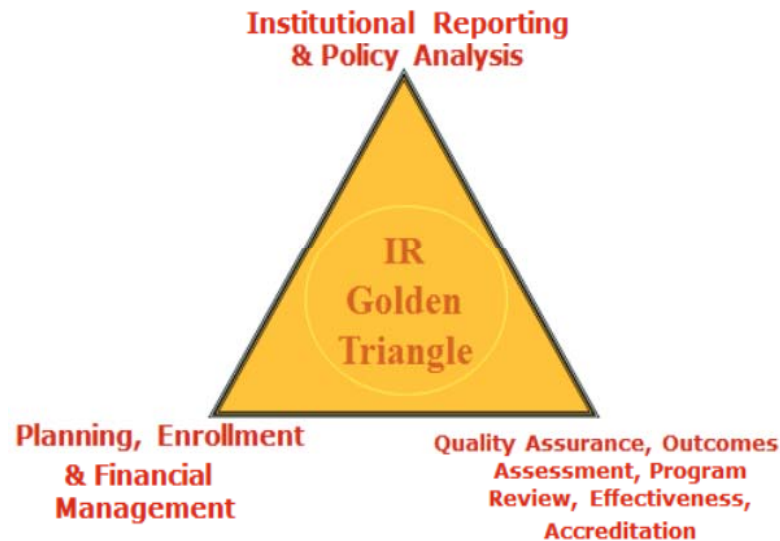 Institutional Reporting
& Policy Analysis
IR
Golden
Triangle
Planning, Enrollment
& Financial
Management
Quality Assurance, Outcomes
Assessment, Program
Review, Effectiveness,
Accreditation